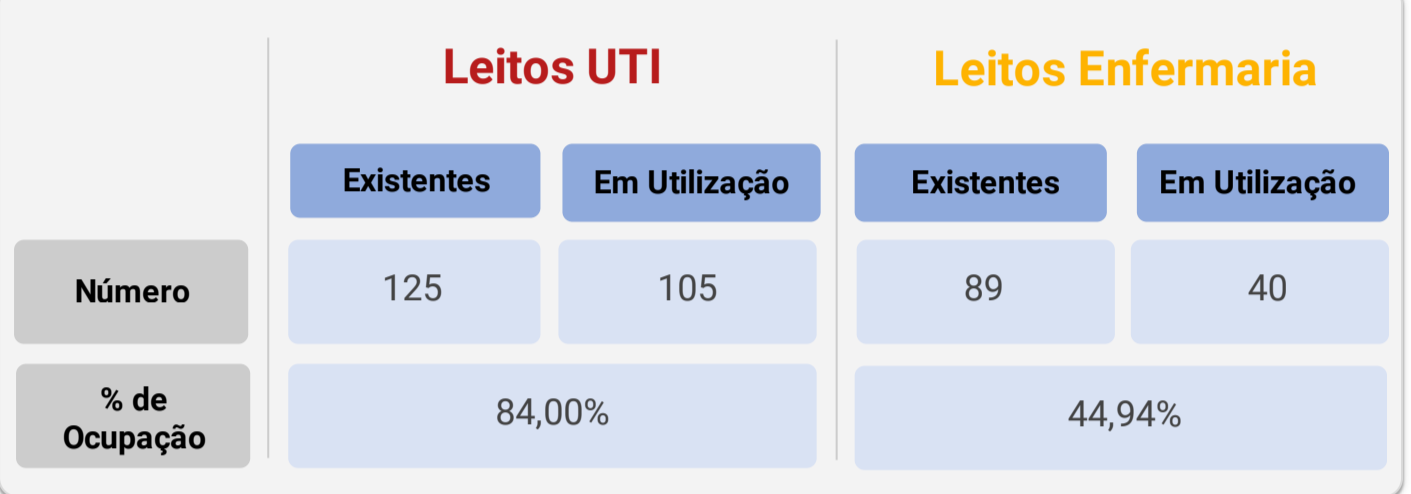 Leitos UTI
Leitos Enfermaria
Existentes
Em Utilização
Existentes
Em Utilização
Número
125
105
89
40
% de
Ocupação
84,00%
44,94%